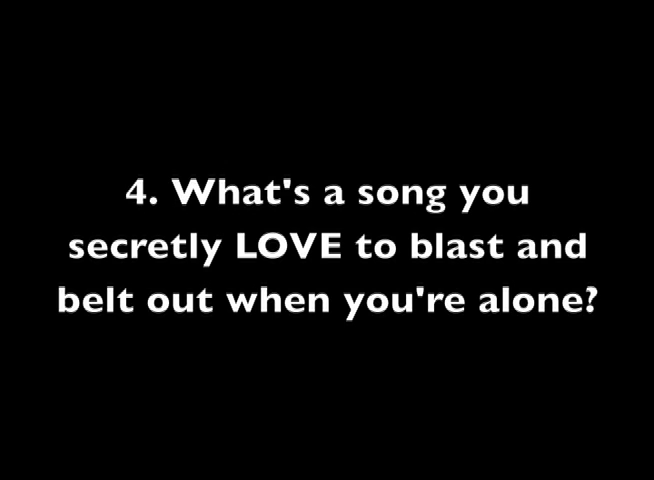 4. What's a song you
secretly LOVE to blast and
belt out when you're alone?